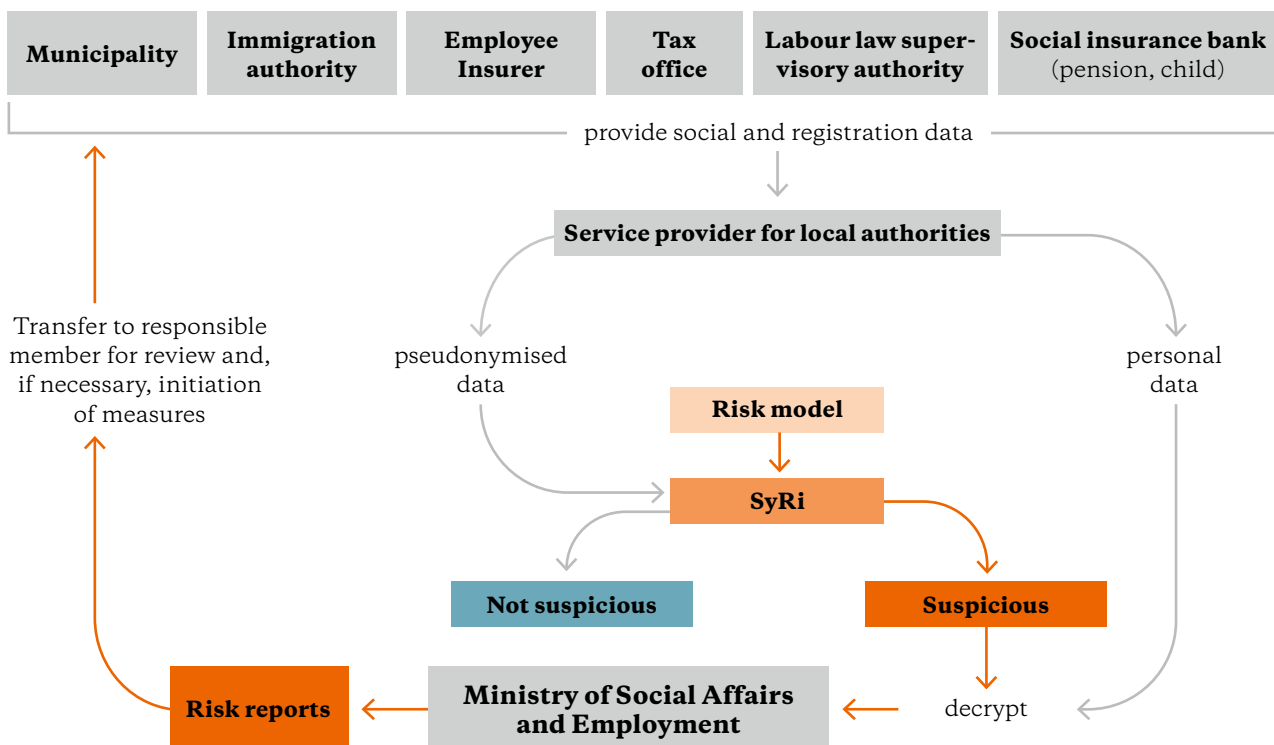 Municipality
Immigration
authority
Employee
Insurer
Tax
office
Labour law super-
visory authority
Social insurance bank
(pension, child)
provide social and registration data
Service provider for local authorities
Transfer to responsible
member for review and,
if necessary, initiation
of measures
pseudonymised
data
personal
data
Risk model
SyRi
Not suspicious
Suspicious
Risk reports
Ministry of Social Affairs
and Employment
decrypt